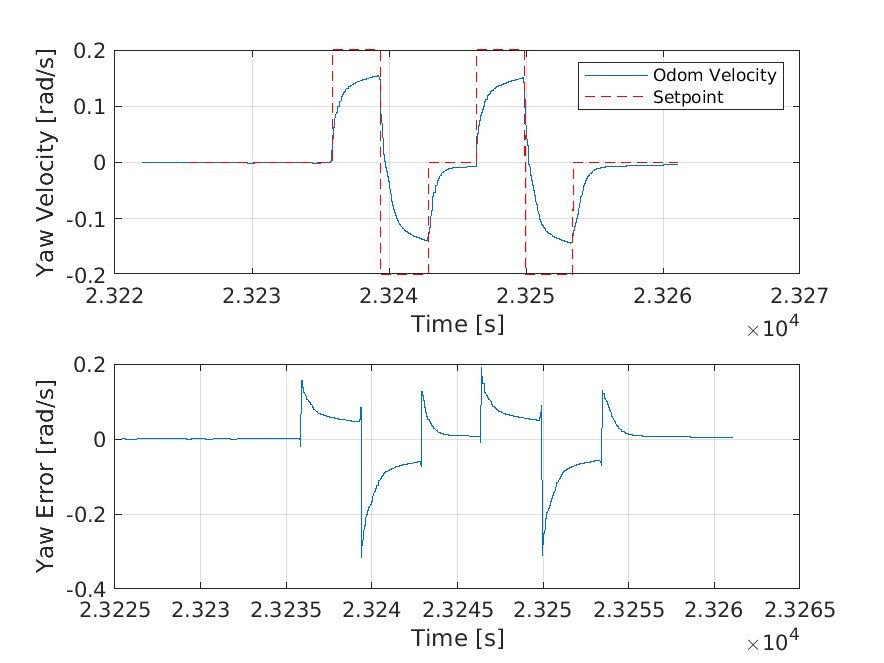 0.2
0.1
0
-0.1
-0.2
Yaw Velocity [rad/s]
Odom Velocity
Setpoint
2.322 2.323 2.324 2.325 2.326 2.327
Time [s]
×10^4
0.2
0
-0.2
-0.4
Yaw Error [rad/s]
2.3225 2.323 2.3235 2.324 2.3245 2.325 2.3255 2.326 2.3265
Time [s]
×10^4